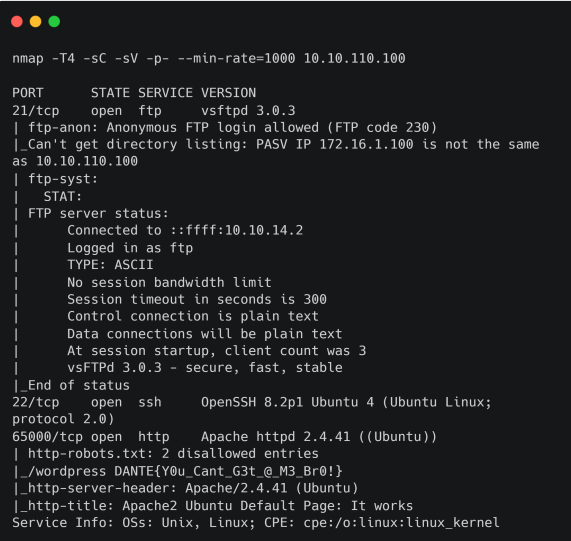 nmap -T4 -sC -sV -p- --min-rate=1000 10.10.110.100
PORT      STATE SERVICE VERSION
21/tcp    open  ftp     vsftpd 3.0.3
| ftp-anon: Anonymous FTP login allowed (FTP code 230)
|_Can't get directory listing: PASV IP 172.16.1.100 is not the same
as 10.10.110.100
| ftp-syst:
|   STAT:
| FTP server status:
|      Connected to ::ffff:10.10.14.2
|      Logged in as ftp
|      TYPE: ASCII
|      No session bandwidth limit
|      Session timeout in seconds is 300
|      Control connection is plain text
|      Data connections will be plain text
|      At session startup, client count was 3
|      vsFTPd 3.0.3 - secure, fast, stable
|_End of status
22/tcp    open  ssh     OpenSSH 8.2p1 Ubuntu 4 (Ubuntu Linux;
protocol 2.0)
65000/tcp open  http    Apache httpd 2.4.41 ((Ubuntu))
| http-robots.txt: 2 disallowed entries
|_/wordpress DANTE{Y0u_Cant_G3t_@_M3_Br0!}
|_http-server-header: Apache/2.4.41 (Ubuntu)
|_http-title: Apache2 Ubuntu Default Page: It works
Service Info: OSs: Unix, Linux; CPE: cpe:/o:linux:linux_kernel